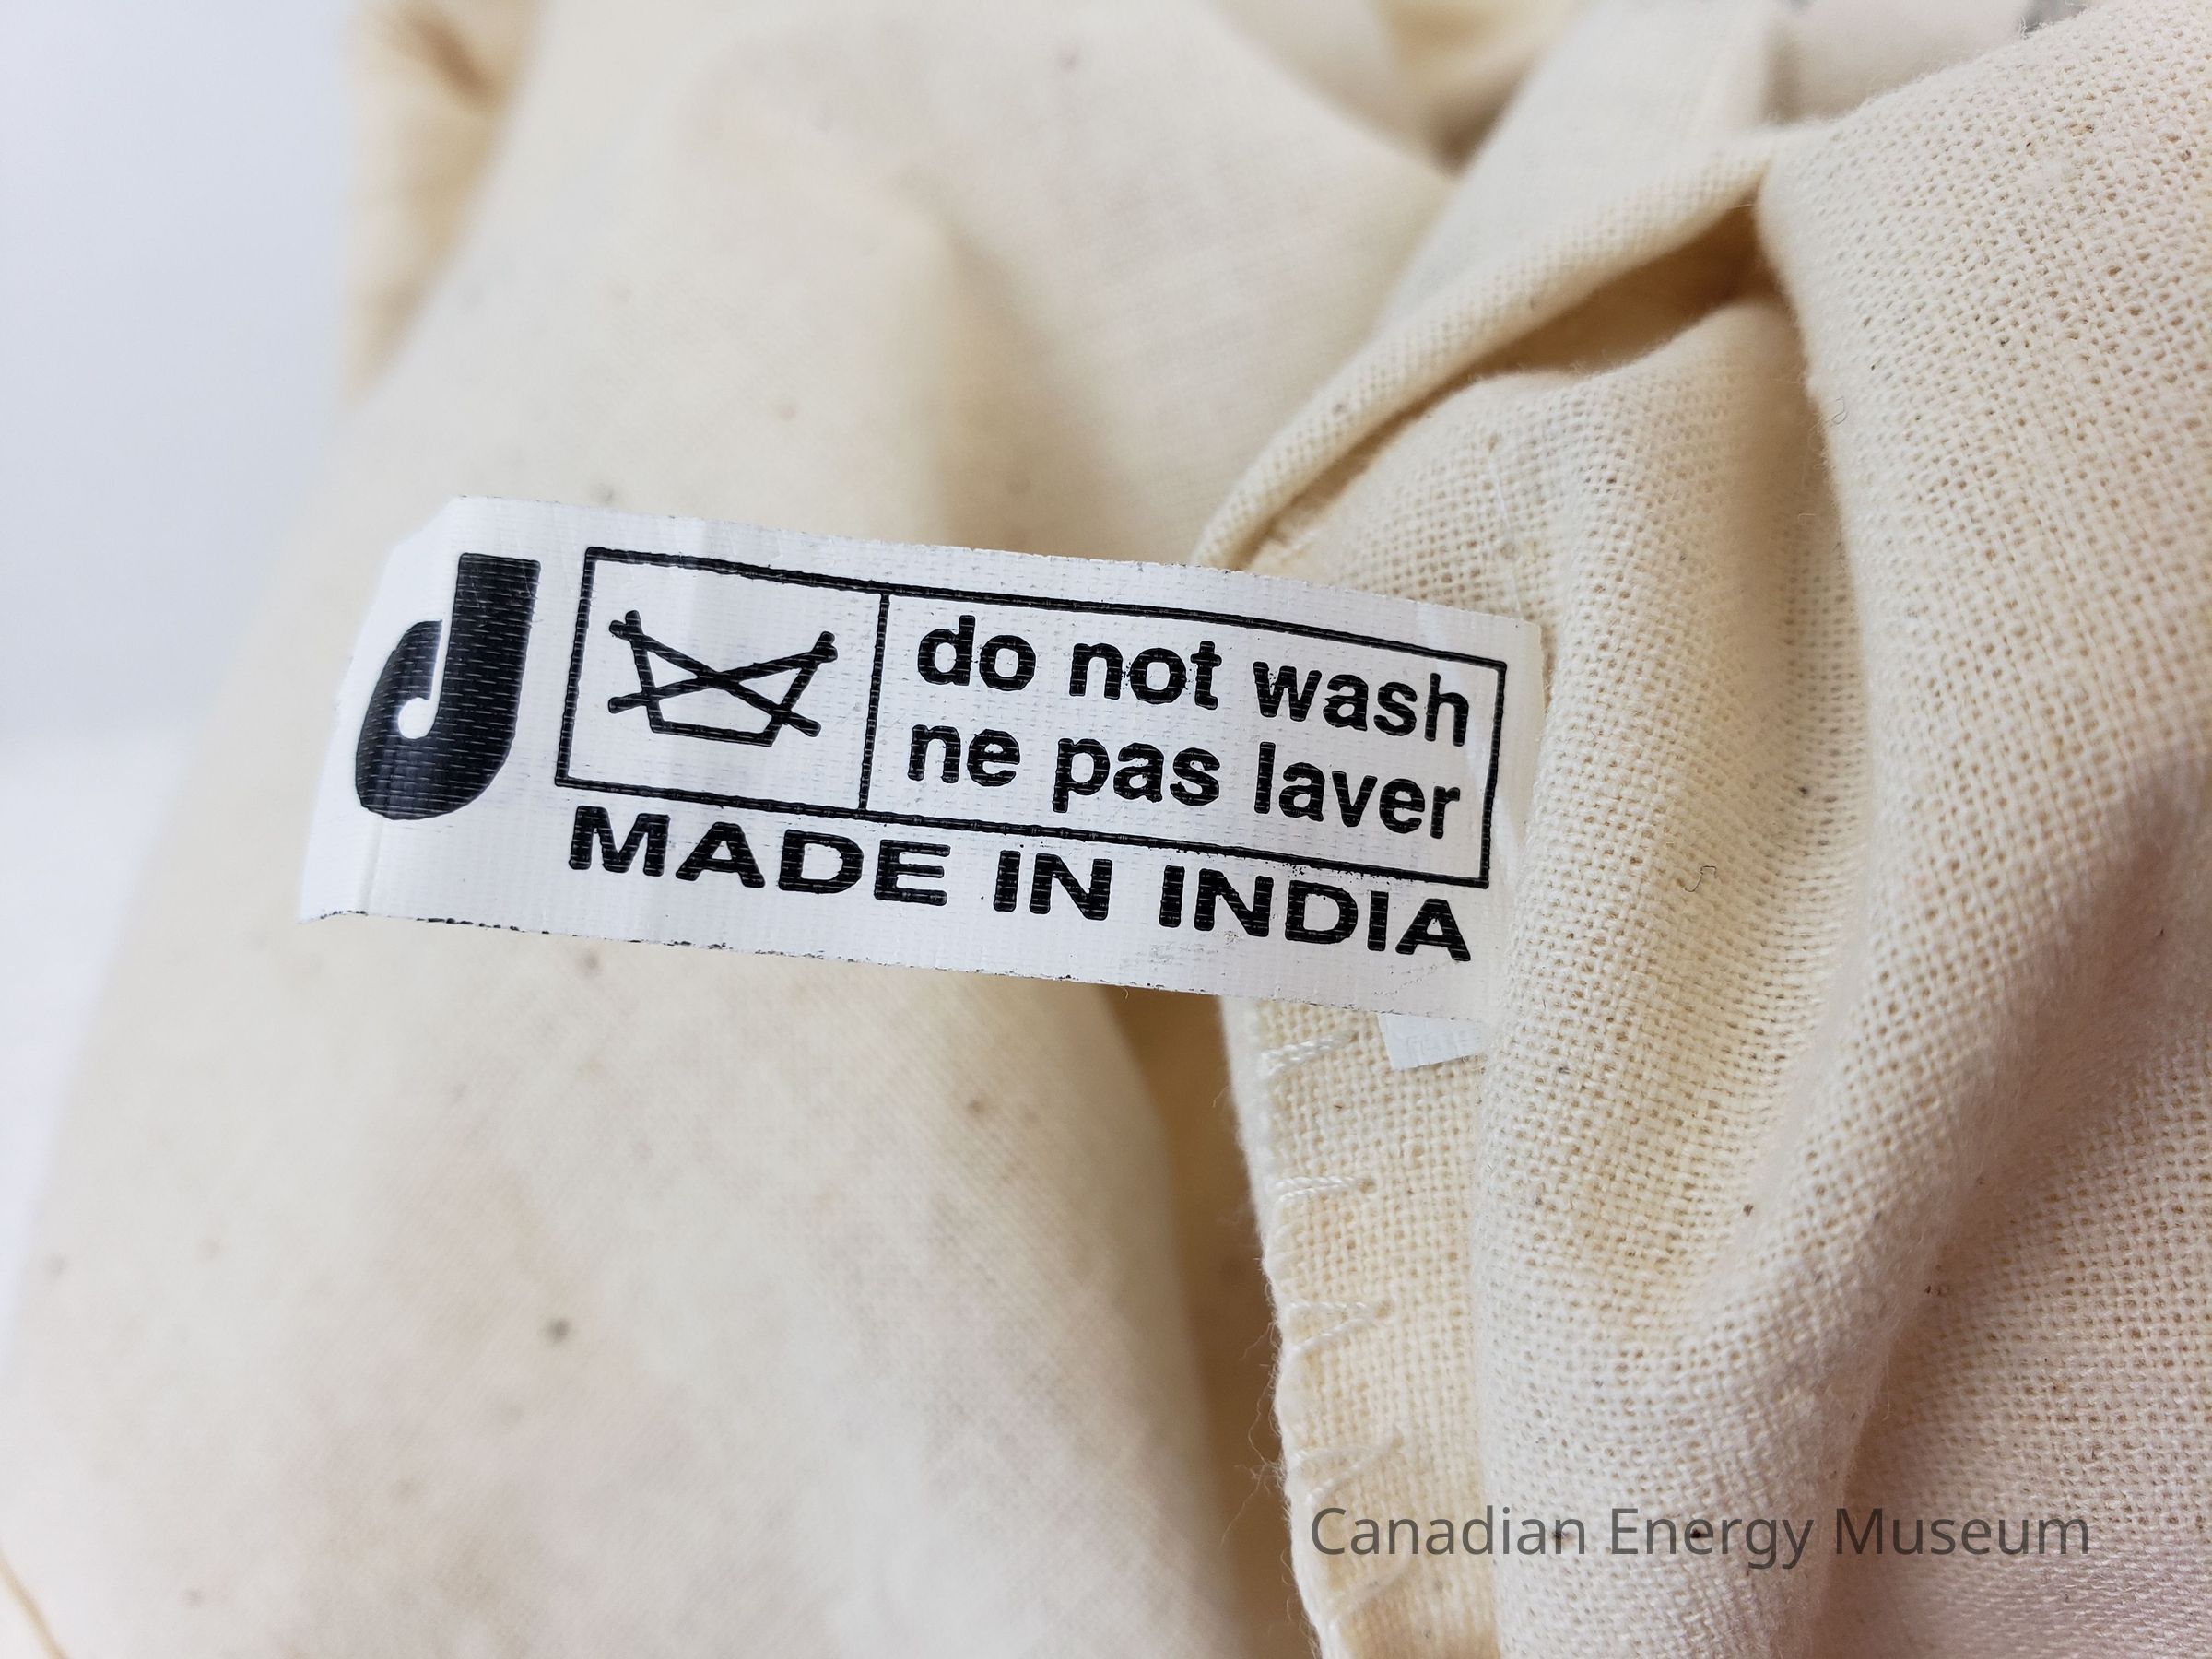 d
do not wash
ne pas laver
MADE IN INDIA
Canadian Energy Museum